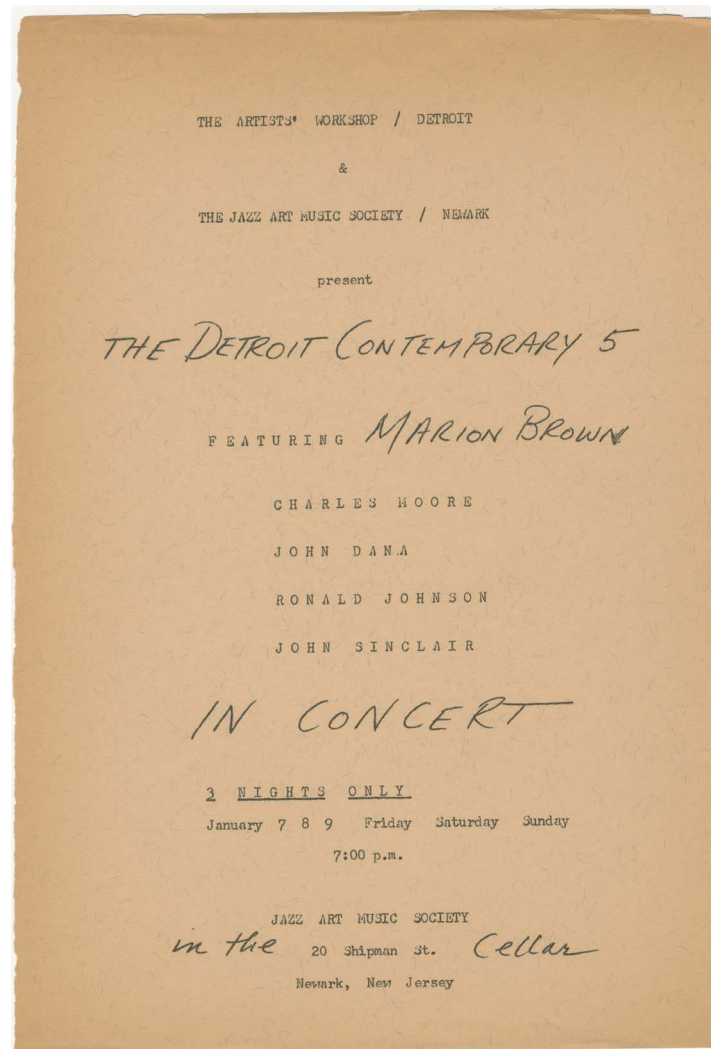 THE ARTISTS' WORKSHOP / DETROIT
&
THE JAZZ ART MUSIC SOCIETY / NEWARK
present
THE DETROIT CONTEMPORARY 5
FEATURING MARION BROWN
CHARLES MOORE
JOHN DANA
RONALD JOHNSON
JOHN SINCLAIR
IN CONCERT
3 NIGHTS ONLY
January 7 8 9 Friday Saturday Sunday
7:00 p.m.
JAZZ ART MUSIC SOCIETY
in the 20 Shipman St. Cellar
Newark, New Jersey